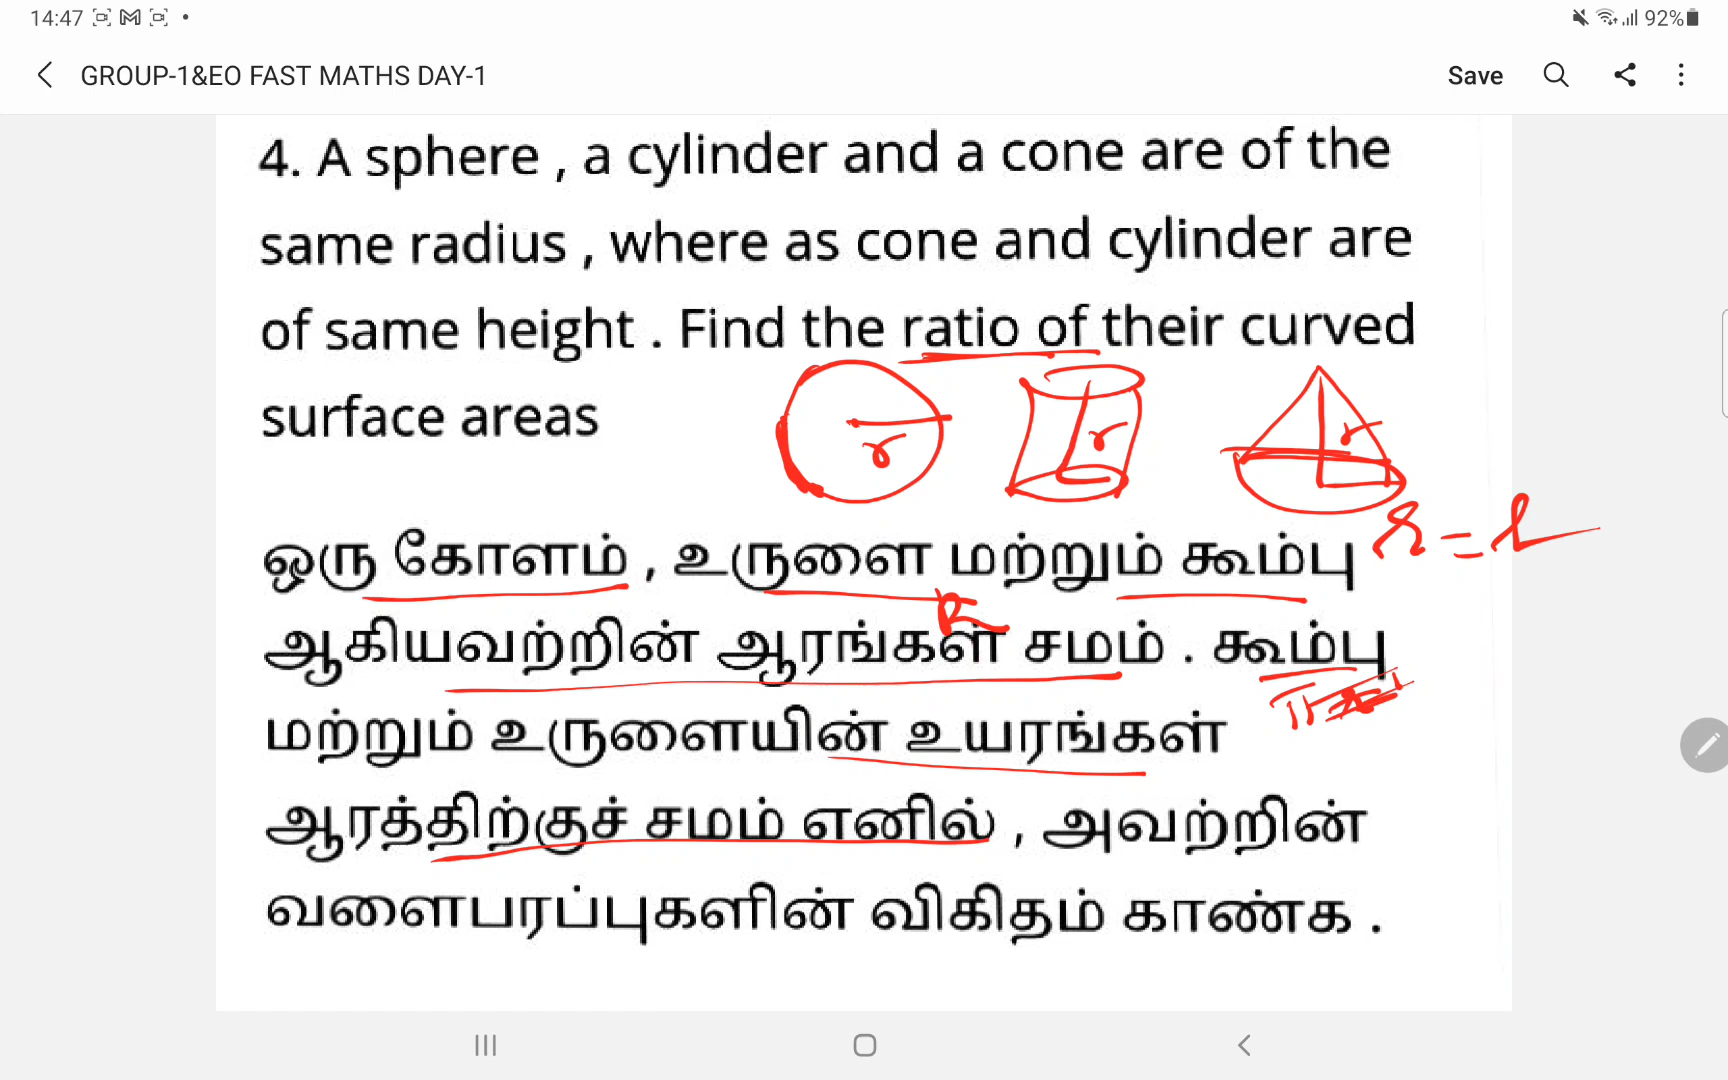 14:47
92%
GROUP-1&EO FAST MATHS DAY-1
Save
4. A sphere , a cylinder and a cone are of the
same radius , where as cone and cylinder are
of same height . Find the ratio of their curved
surface areas
r r r
ஒரு கோளம் , உருளை மற்றும் கூம்பு
ஆகியவற்றின் ஆரங்கள் சமம் . கூம்பு
மற்றும் உருளையின் உயரங்கள்
ஆரத்திற்குச் சமம் எனில் , அவற்றின்
வளைபரப்புகளின் விகிதம் காண்க .